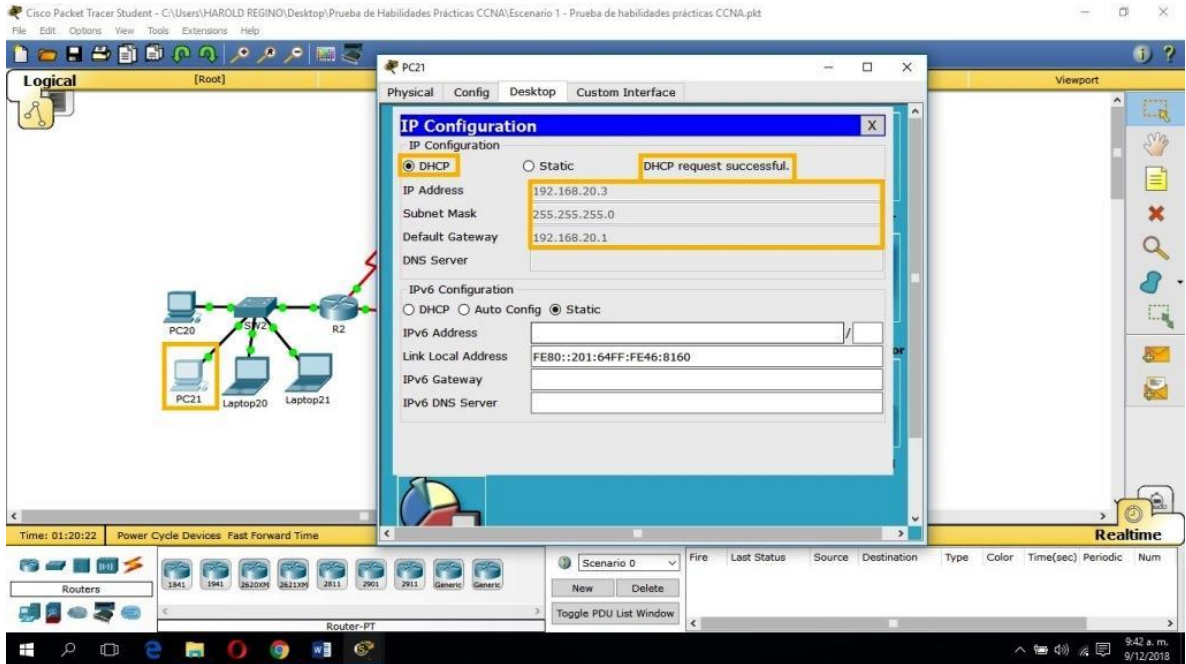 Cisco Packet Tracer Student - C:\Users\HAROLD REGINO\Desktop\Prueba de Habilidades Prácticas CCNA\Escenario 1 - Prueba de habilidades prácticas CCNA.pkt
File Edit Options View Tools Extensions Help
Logical [Root] Viewport
PC21
Physical Config Desktop Custom Interface
IP Configuration X
IP Configuration
DHCP Static DHCP request successful.
IP Address 192.168.20.3
Subnet Mask 255.255.255.0
Default Gateway 192.168.20.1
DNS Server
IPv6 Configuration
DHCP Auto Config Static
IPv6 Address /
Link Local Address FE80::201:64FF:FE46:8160
IPv6 Gateway
IPv6 DNS Server
PC20 SW2 R2
PC21 Laptop20 Laptop21
Time: 01:20:22 Power Cycle Devices Fast Forward Time Realtime
Routers
1841 1941 2620XM 2621XM 2811 2901 2911 Generic Generic
Router-PT
Scenario 0
New Delete
Toggle PDU List Window
Fire Last Status Source Destination Type Color Time(sec) Periodic Num
9:42 a. m.
9/12/2018